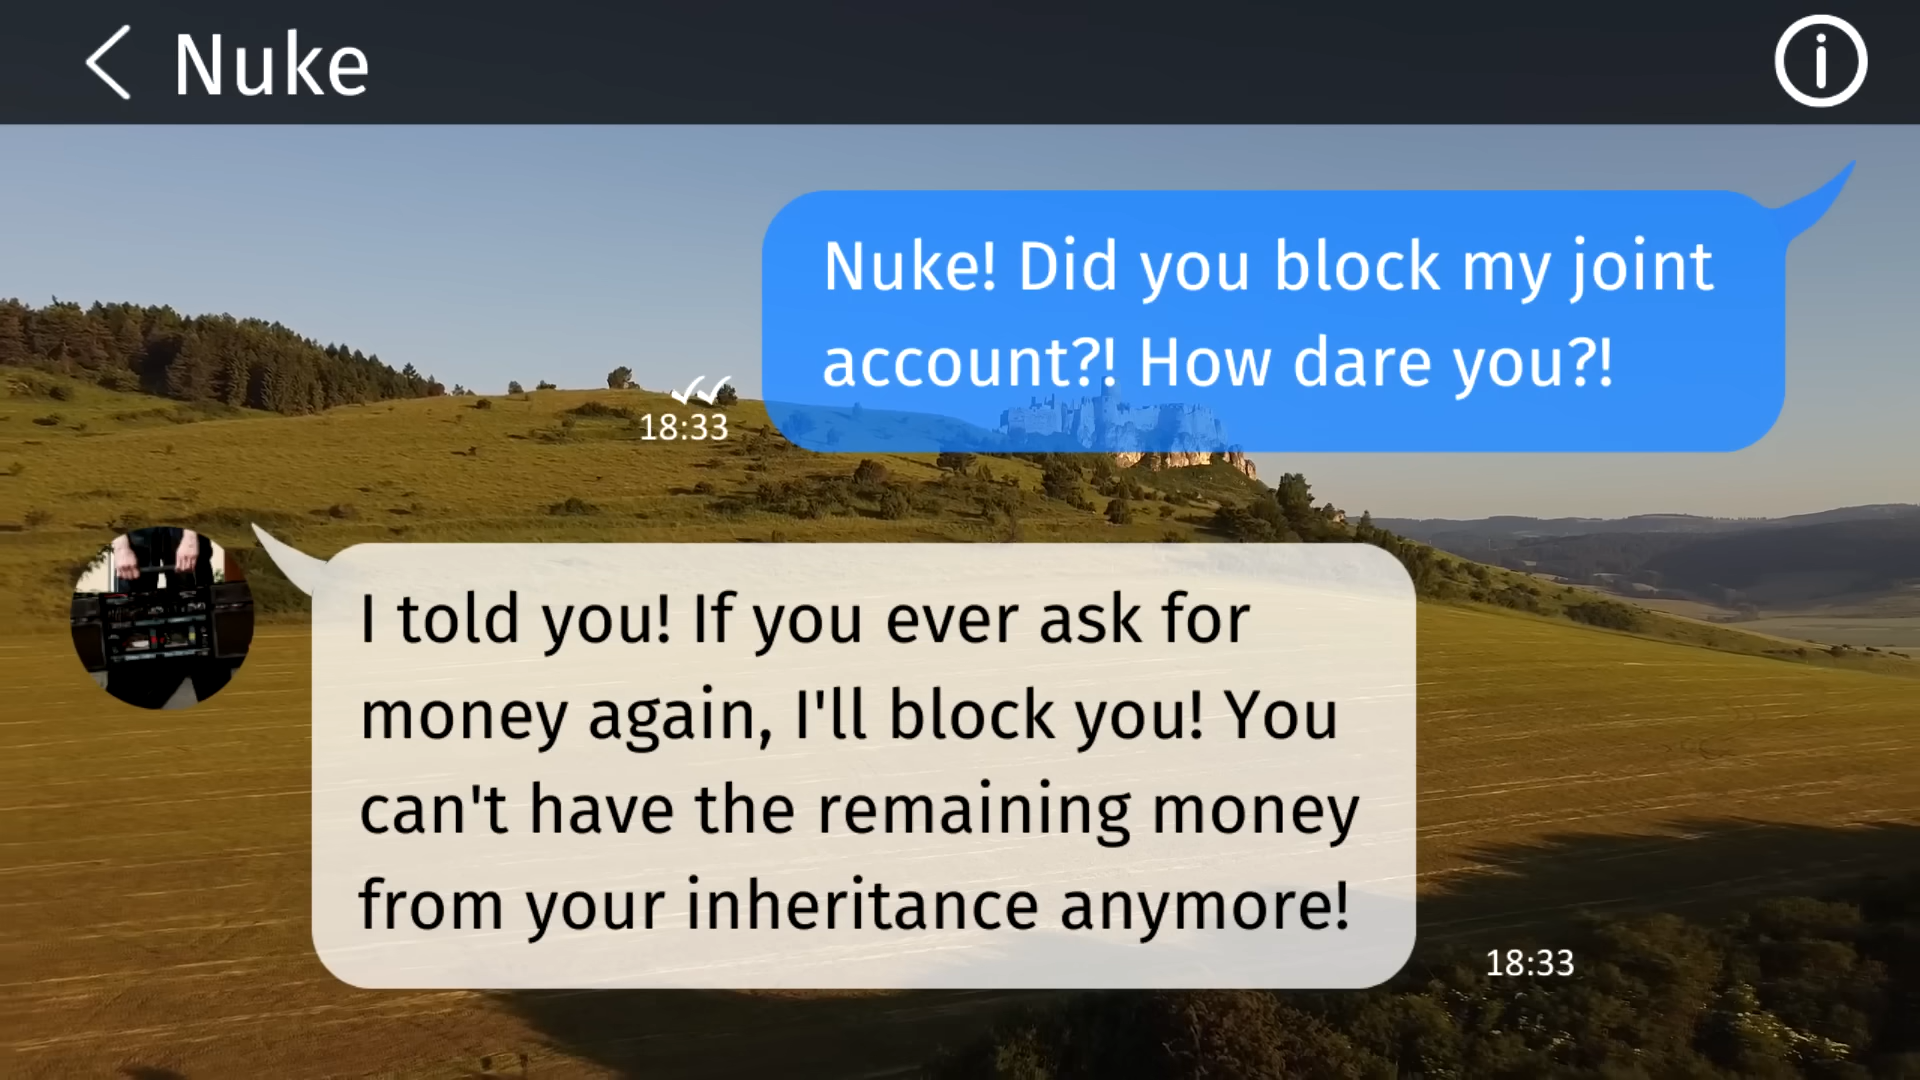 Nuke
Nuke! Did you block my joint
account?! How dare you?!
18:33
I told you! If you ever ask for
money again, I'll block you! You
can't have the remaining money
from your inheritance anymore!
18:33